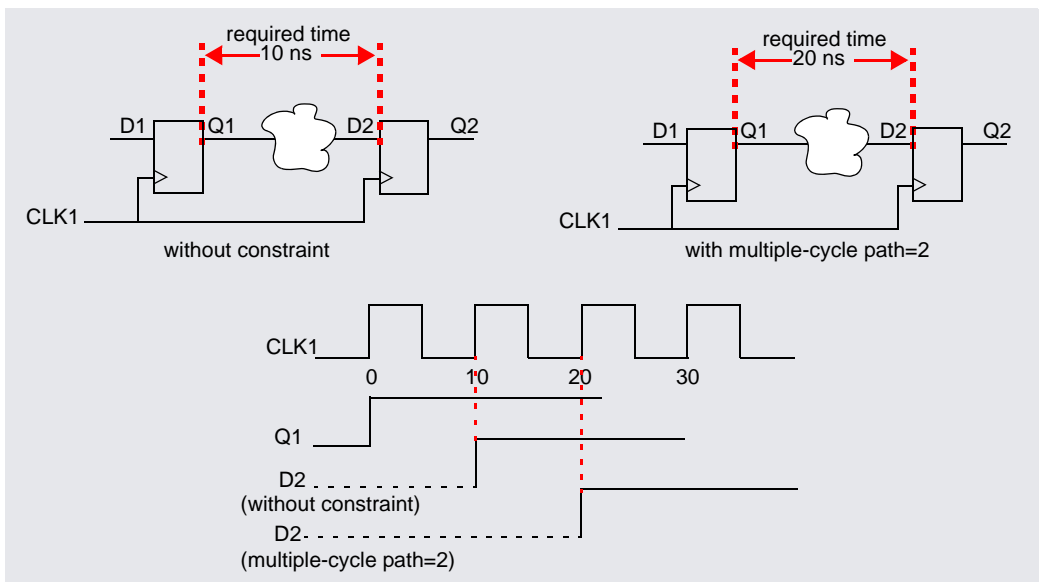 required time
10 ns
D1
Q1
D2
Q2
CLK1
without constraint
required time
20 ns
D1
Q1
D2
Q2
CLK1
with multiple-cycle path=2
CLK1
0
10
20
30
Q1
D2
(without constraint)
D2
(multiple-cycle path=2)